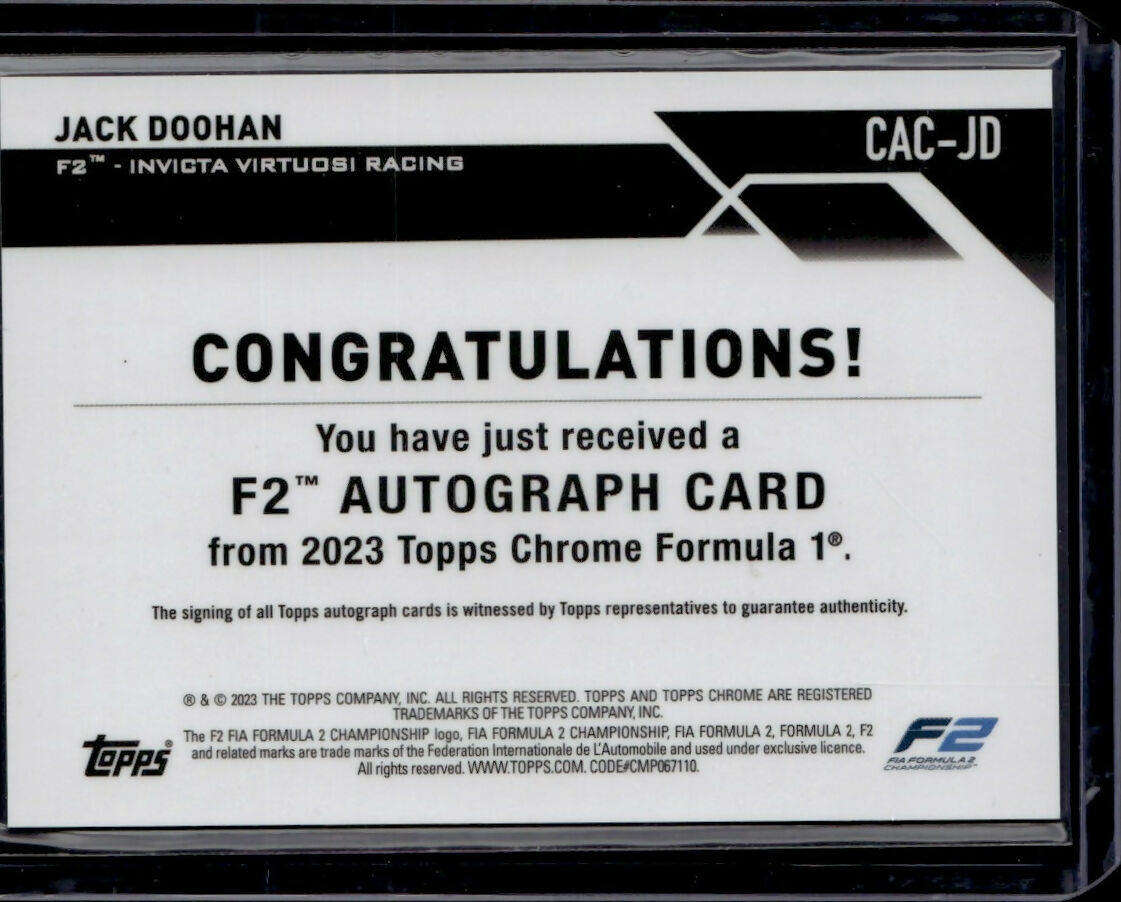 JACK DOOHAN
F2™ - INVICTA VIRTUOSI RACING
CAC-JD
CONGRATULATIONS!
You have just received a
F2™ AUTOGRAPH CARD
from 2023 Topps Chrome Formula 1®.
The signing of all Topps autograph cards is witnessed by Topps representatives to guarantee authenticity.
® & © 2023 THE TOPPS COMPANY, INC. ALL RIGHTS RESERVED. TOPPS AND TOPPS CHROME ARE REGISTERED
TRADEMARKS OF THE TOPPS COMPANY, INC.
The F2 FIA FORMULA 2 CHAMPIONSHIP logo, FIA FORMULA 2 CHAMPIONSHIP, FIA FORMULA 2, FORMULA 2, F2
and related marks are trade marks of the Federation Internationale de L'Automobile and used under exclusive licence.
All rights reserved. WWW.TOPPS.COM. CODE#CMP067110.
Topps®
F2
FIA FORMULA 2
CHAMPIONSHIP™